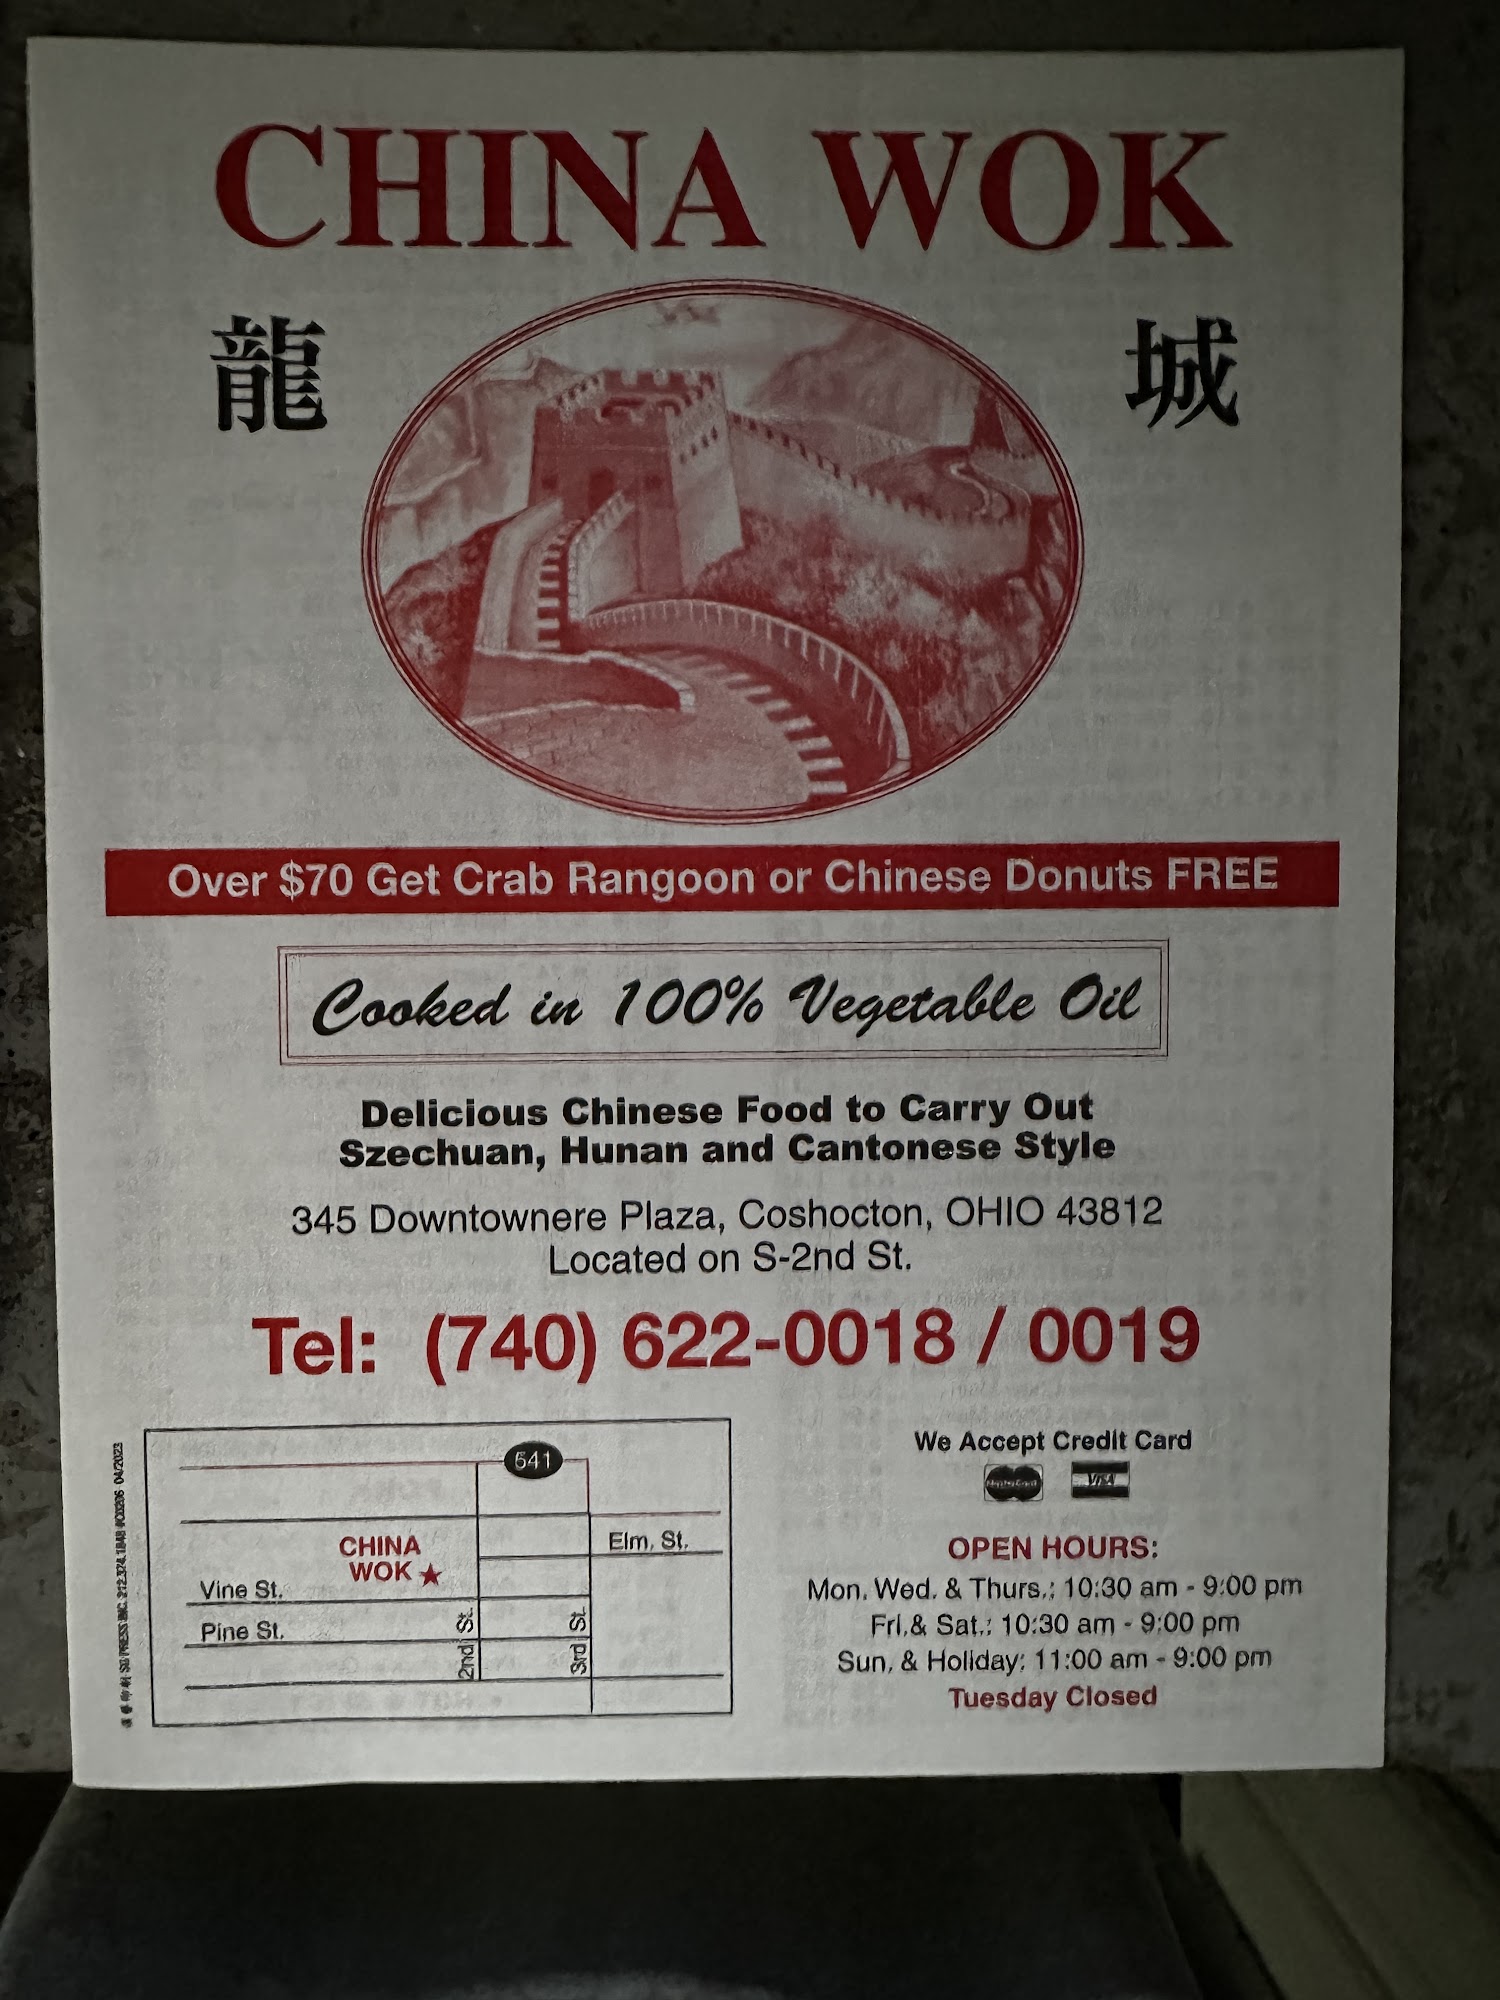 CHINA WOK
龍 城
Over $70 Get Crab Rangoon or Chinese Donuts FREE
Cooked in 100% Vegetable Oil
Delicious Chinese Food to Carry Out
Szechuan, Hunan and Cantonese Style
345 Downtownere Plaza, Coshocton, OHIO 43812
Located on S-2nd St.
Tel: (740) 622-0018 / 0019
541
Elm. St.
CHINA
WOK
Vine St.
Pine St.
2nd St.
3rd St.
We Accept Credit Card
MasterCard VISA
OPEN HOURS:
Mon. Wed. & Thurs.: 10:30 am - 9:00 pm
Fri.& Sat.: 10:30 am - 9:00 pm
Sun. & Holiday: 11:00 am - 9:00 pm
Tuesday Closed
04/2023